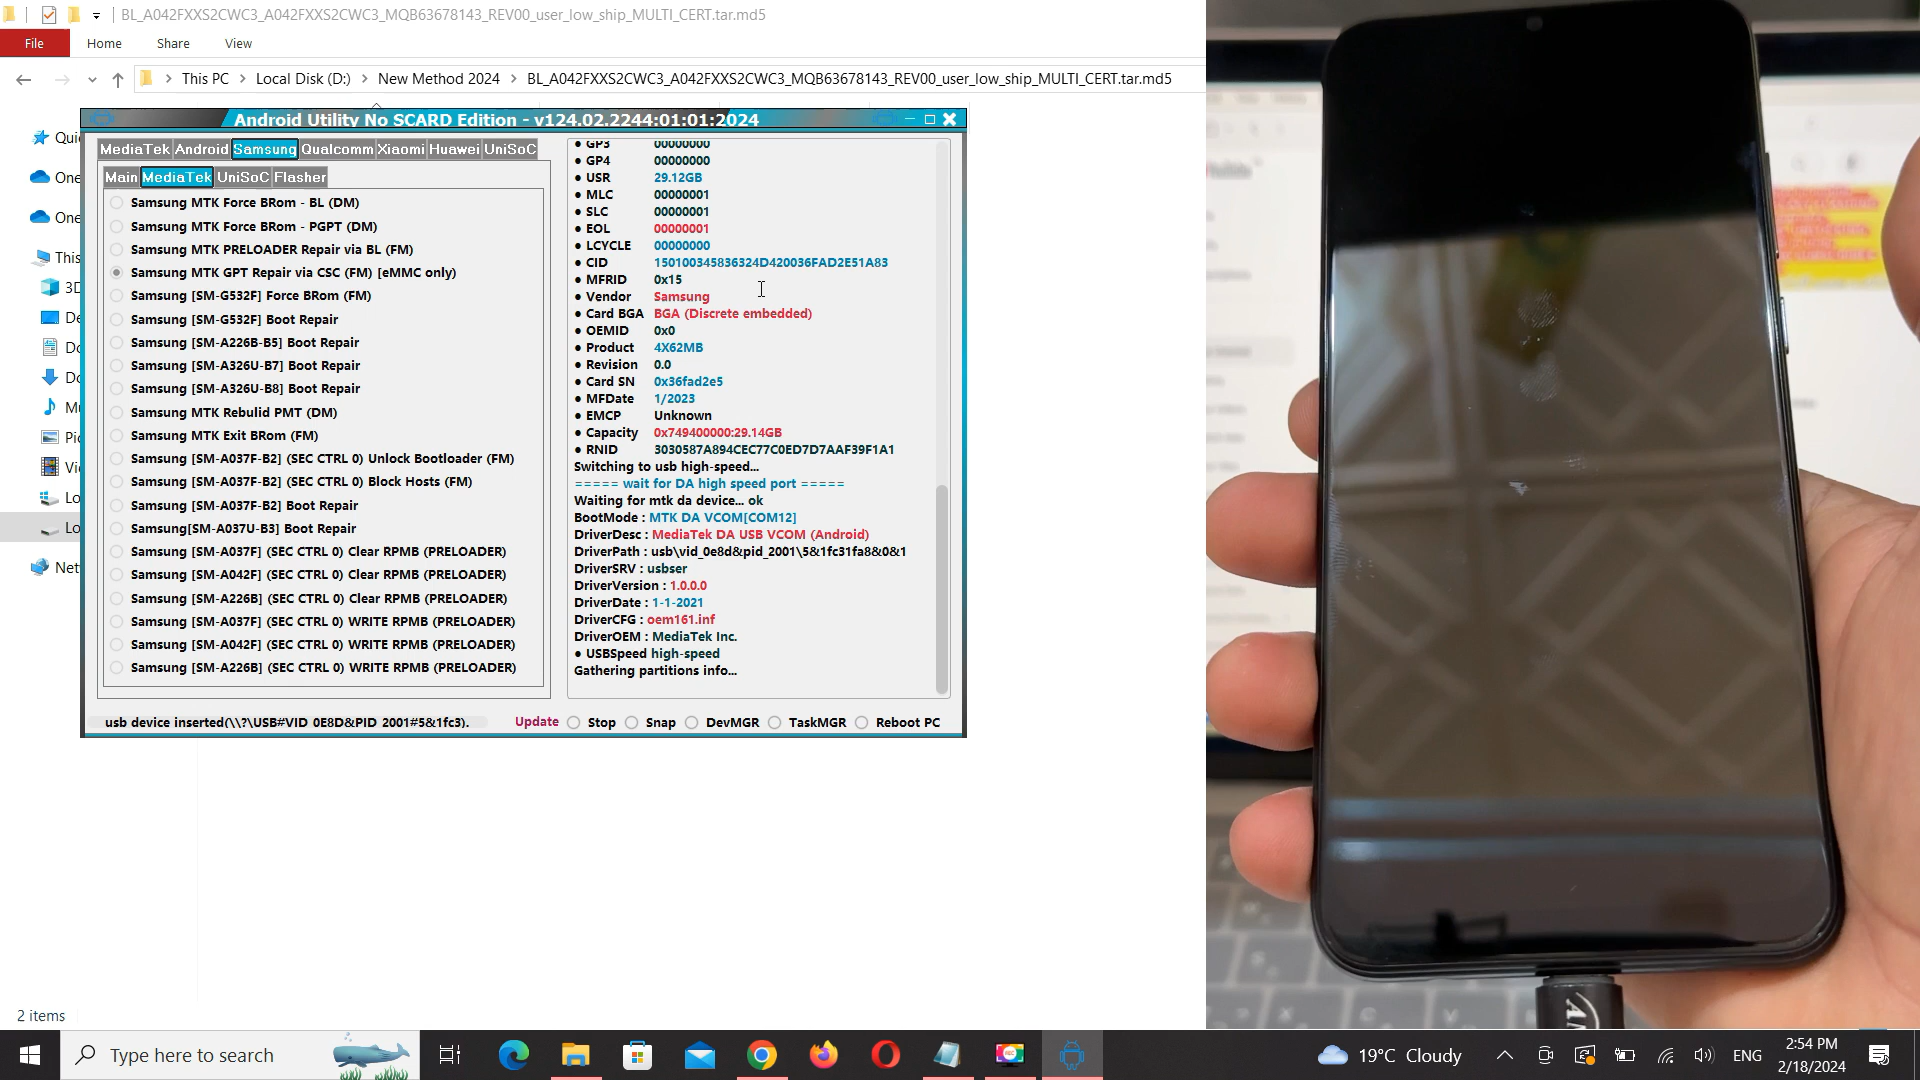 BL_A042FXXS2CWC3_A042FXXS2CWC3_MQB63678143_REV00_user_low_ship_MULTI_CERT.tar.md5
File Home Share View
This PC Local Disk (D:) New Method 2024 BL_A042FXXS2CWC3_A042FXXS2CWC3_MQB63678143_REV00_user_low_ship_MULTI_CERT.tar.md5
Quic
One
One
This
3D
De
Do
Do
Mu
Pic
Vi
Lo
Lo
Net
Android Utility No SCARD Edition - v124.02.2244:01:01:2024
MediaTek Android Samsung Qualcomm Xiaomi Huawei UniSoC
Main MediaTek UniSoC Flasher
Samsung MTK Force BRom - BL (DM)
Samsung MTK Force BRom - PGPT (DM)
Samsung MTK PRELOADER Repair via BL (FM)
Samsung MTK GPT Repair via CSC (FM) [eMMC only)
Samsung [SM-G532F] Force BRom (FM)
Samsung [SM-G532F] Boot Repair
Samsung [SM-A226B-B5] Boot Repair
Samsung [SM-A326U-B7] Boot Repair
Samsung [SM-A326U-B8] Boot Repair
Samsung MTK Rebulid PMT (DM)
Samsung MTK Exit BRom (FM)
Samsung [SM-A037F-B2] (SEC CTRL 0) Unlock Bootloader (FM)
Samsung [SM-A037F-B2] (SEC CTRL 0) Block Hosts (FM)
Samsung [SM-A037F-B2] Boot Repair
Samsung[SM-A037U-B3] Boot Repair
Samsung [SM-A037F] (SEC CTRL 0) Clear RPMB (PRELOADER)
Samsung [SM-A042F] (SEC CTRL 0) Clear RPMB (PRELOADER)
Samsung [SM-A226B] (SEC CTRL 0) Clear RPMB (PRELOADER)
Samsung [SM-A037F] (SEC CTRL 0) WRITE RPMB (PRELOADER)
Samsung [SM-A042F] (SEC CTRL 0) WRITE RPMB (PRELOADER)
Samsung [SM-A226B] (SEC CTRL 0) WRITE RPMB (PRELOADER)
• GP3 00000000
• GP4 00000000
• USR 29.12GB
• MLC 00000001
• SLC 00000001
• EOL 00000001
• LCYCLE 00000000
• CID 150100345836324D420036FAD2E51A83
• MFRID 0x15
• Vendor Samsung
• Card BGA BGA (Discrete embedded)
• OEMID 0x0
• Product 4X62MB
• Revision 0.0
• Card SN 0x36fad2e5
• MFDate 1/2023
• EMCP Unknown
• Capacity 0x749400000:29.14GB
• RNID 3030587A894CEC77C0ED7D7AAF39F1A1
Switching to usb high-speed...
===== wait for DA high speed port =====
Waiting for mtk da device... ok
BootMode : MTK DA VCOM[COM12]
DriverDesc : MediaTek DA USB VCOM (Android)
DriverPath : usb\vid_0e8d&pid_2001\5&1fc31fa8&0&1
DriverSRV : usbser
DriverVersion : 1.0.0.0
DriverDate : 1-1-2021
DriverCFG : oem161.inf
DriverOEM : MediaTek Inc.
• USBSpeed high-speed
Gathering partitions info...
usb device inserted(\\?\USB#VID 0E8D&PID 2001#5&1fc3). Update Stop Snap DevMGR TaskMGR Reboot PC
2 items
Type here to search
19°C Cloudy ENG 2:54 PM
2/18/2024